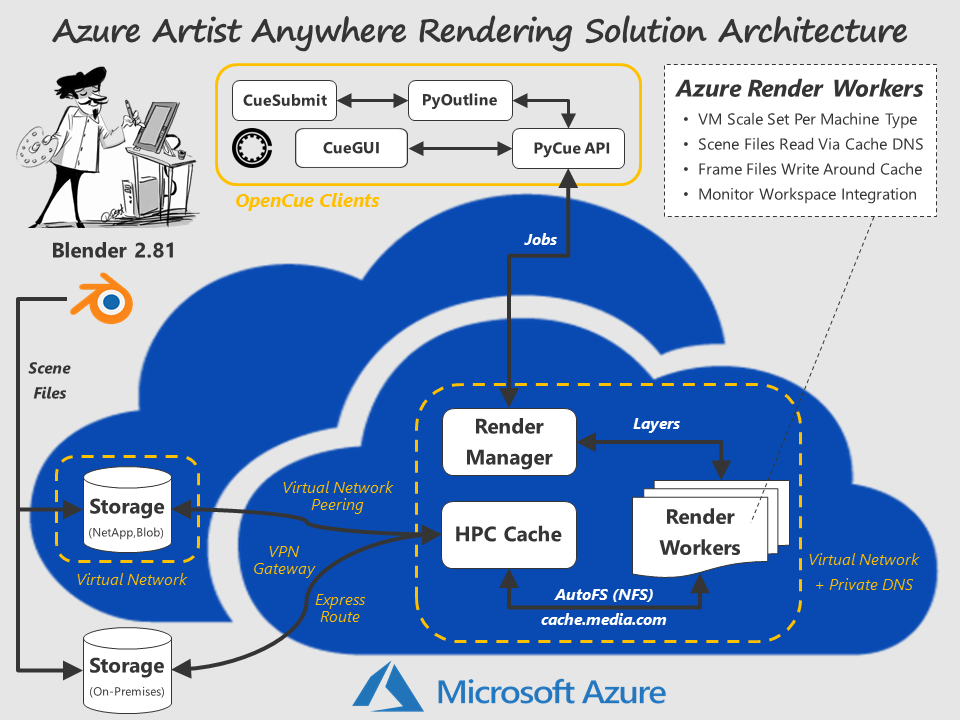 Azure Artist Anywhere Rendering Solution Architecture
CueSubmit
PyOutline
CueGUI
PyCue API
OpenCue Clients
Azure Render Workers
• VM Scale Set Per Machine Type
• Scene Files Read Via Cache DNS
• Frame Files Write Around Cache
• Monitor Workspace Integration
Blender 2.81
Jobs
Scene
Files
Render
Manager
Layers
Storage
(NetApp,Blob)
Virtual Network
Virtual Network
Peering
HPC Cache
Render
Workers
VPN
Gateway
Express
Route
AutoFS (NFS)
cache.media.com
Virtual Network
+ Private DNS
Storage
(On-Premises)
Microsoft Azure